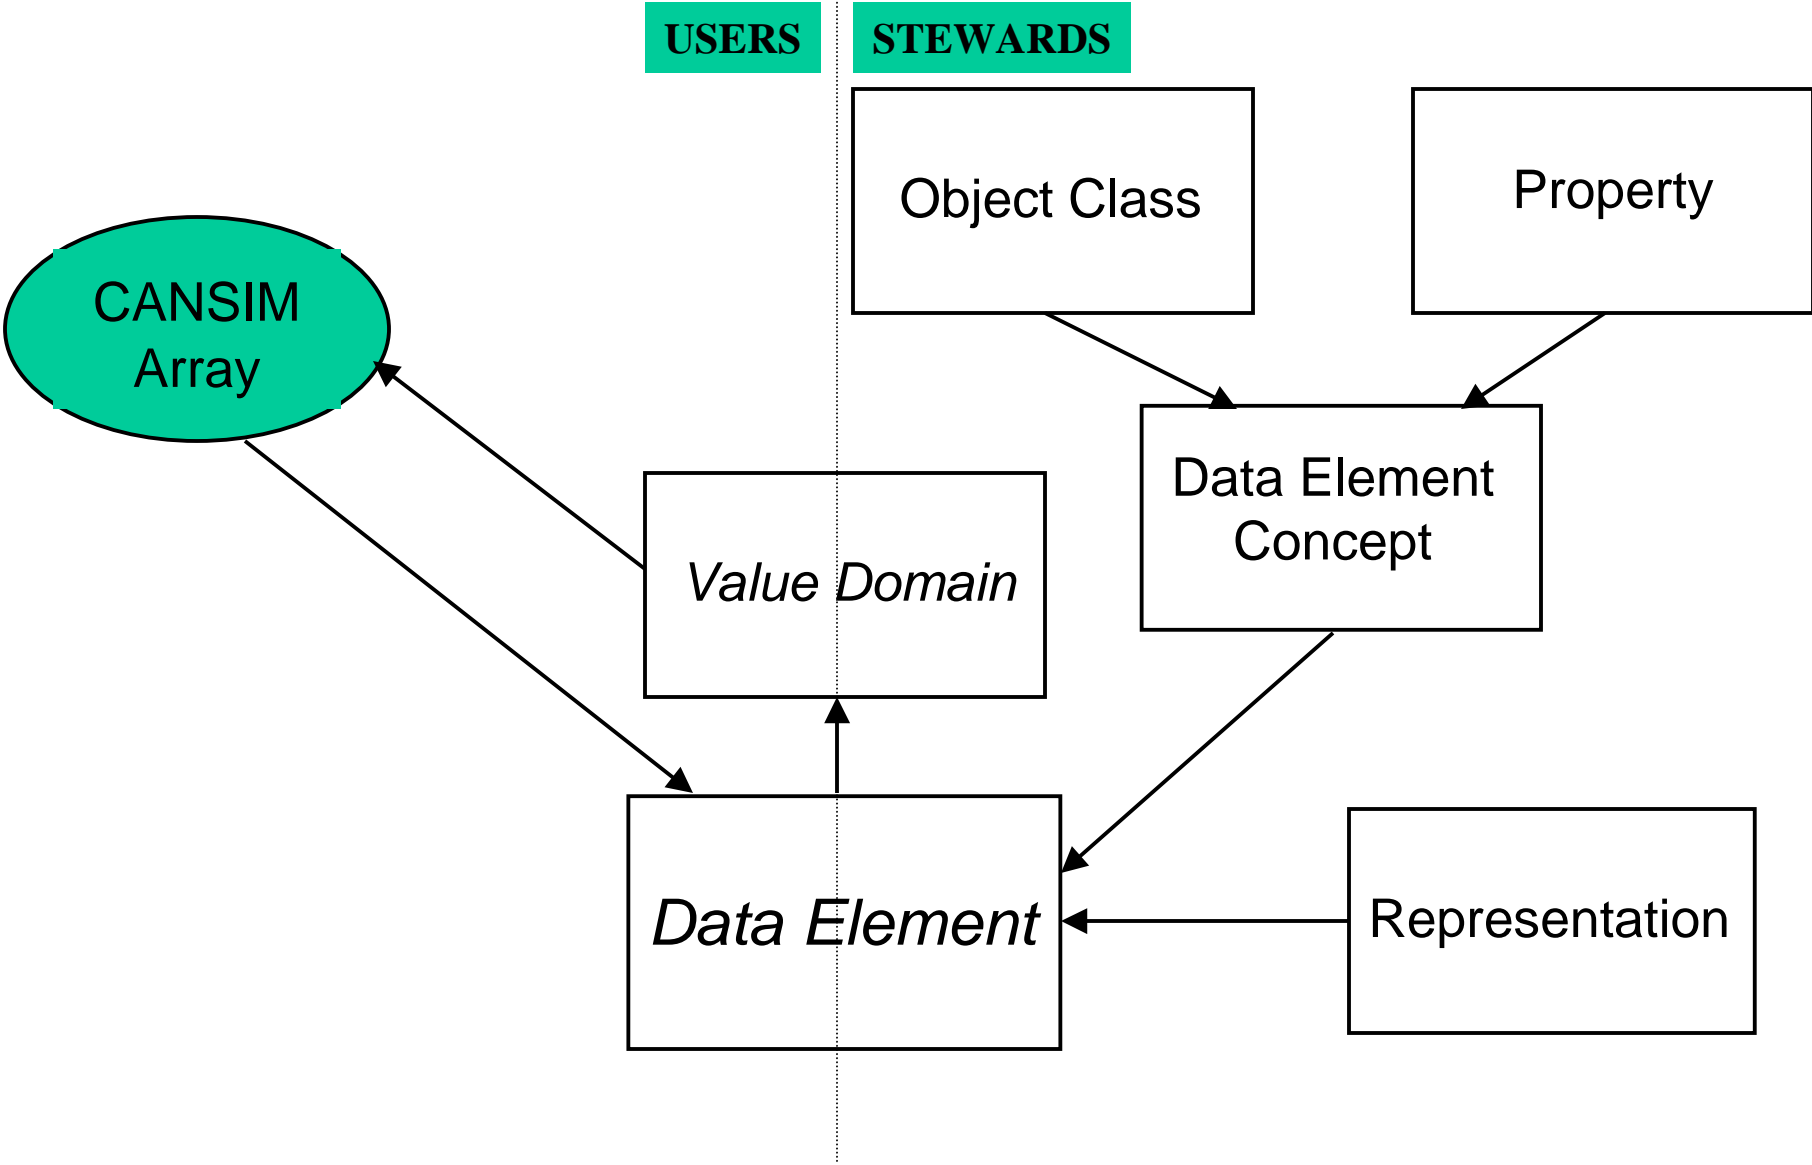 USERS
STEWARDS
Object Class
Property
CANSIM
Array
Data Element
Concept
Value Domain
Data Element
Representation